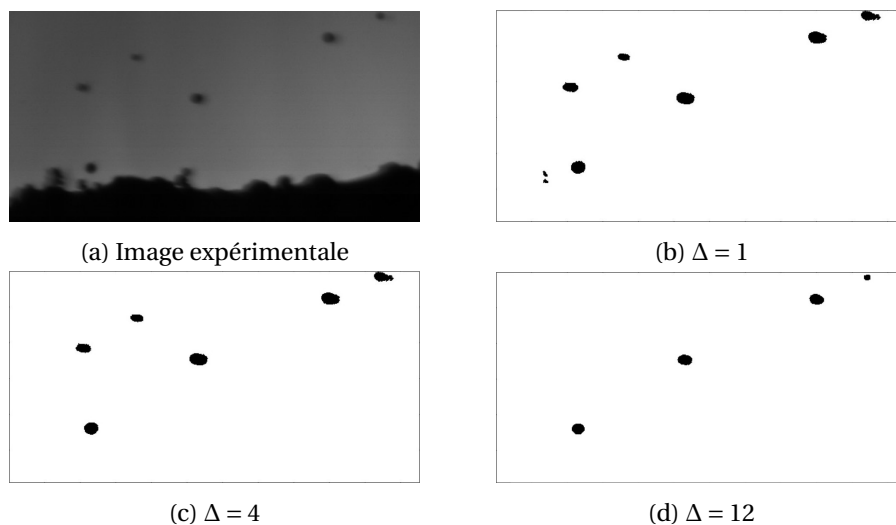 (a) Image expérimentale
(b) Δ = 1
(c) Δ = 4
(d) Δ = 12